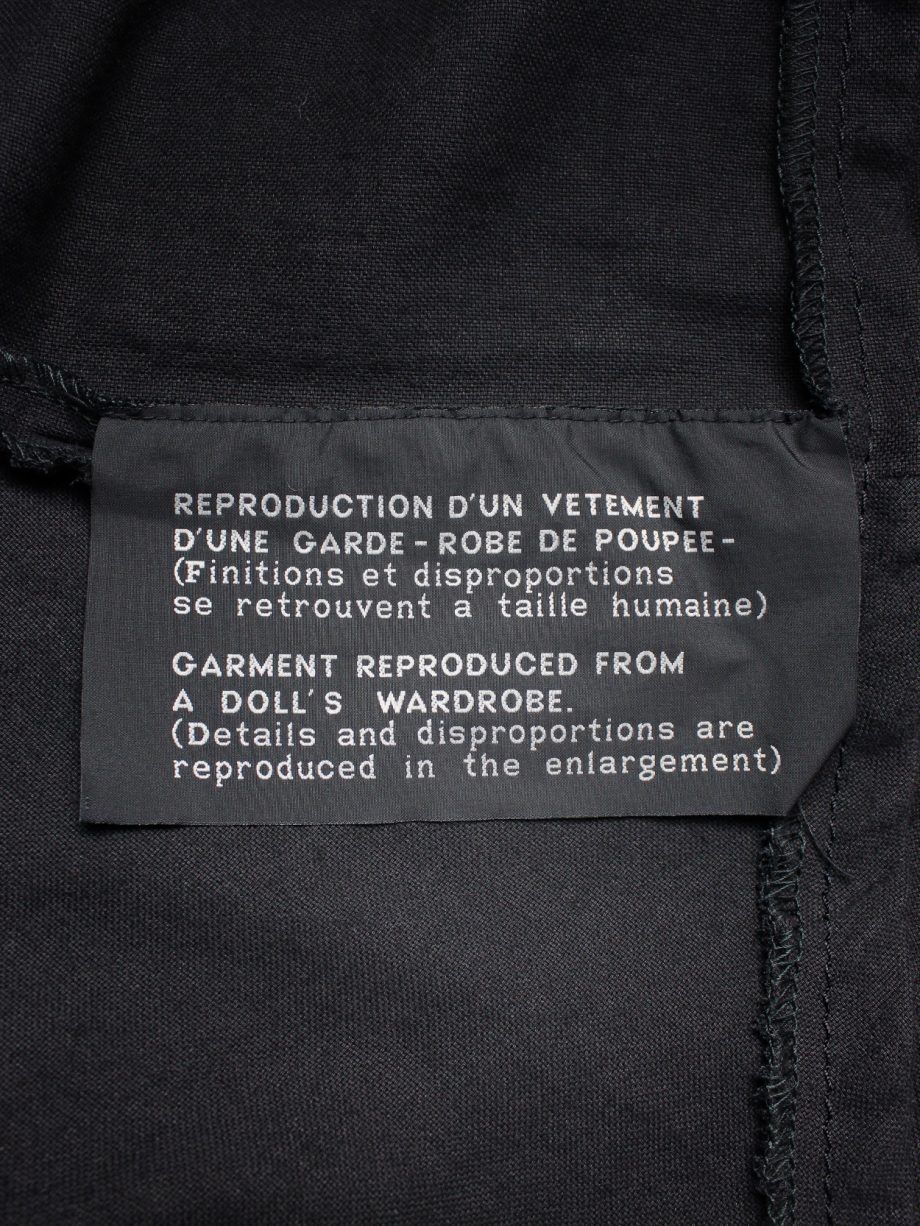 REPRODUCTION D'UN VETEMENT
D'UNE GARDE-ROBE DE POUPEE-
(Finitions et disproportions
se retrouvent a taille humaine)
GARMENT REPRODUCED FROM
A DOLL'S WARDROBE.
(Details and disproportions are
reproduced in the enlargement)